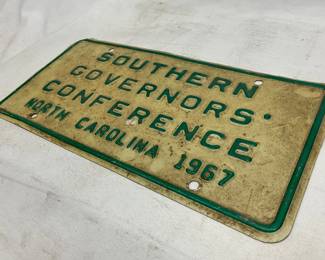 SOUTHERN
GOVERNORS'
CONFERENCE
NORTH CAROLINA 1967